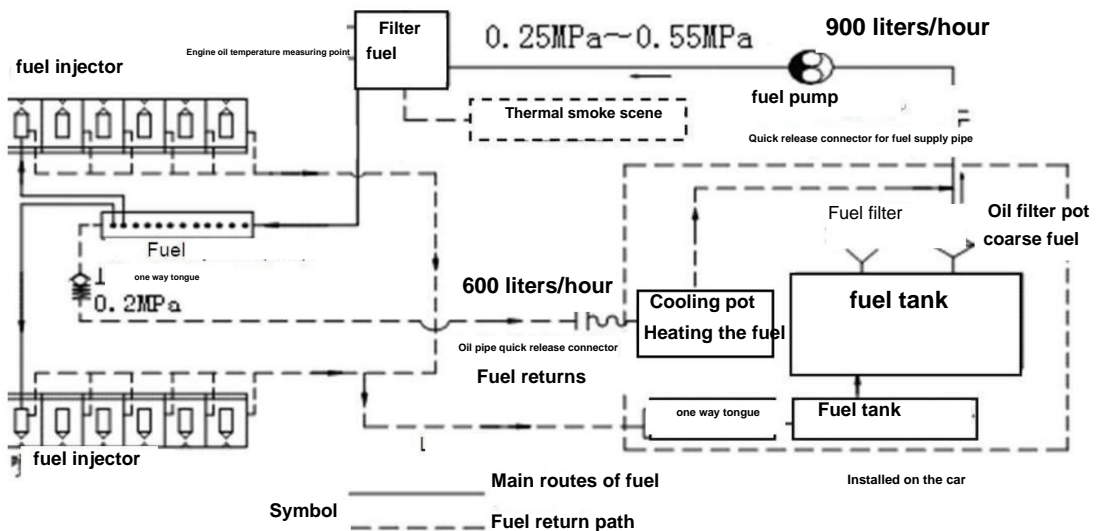 Filter
fuel
Engine oil temperature measuring point
0.25MPa~0.55MPa
900 liters/hour
fuel injector
fuel pump
Thermal smoke scene
Quick release connector for fuel supply pipe
Fuel filter
Oil filter pot
coarse fuel
Fuel
one way tongue
0.2MPa
600 liters/hour
Cooling pot
Heating the fuel
fuel tank
Oil pipe quick release connector
Fuel returns
one way tongue
Fuel tank
fuel injector
Installed on the car
Symbol
Main routes of fuel
Fuel return path